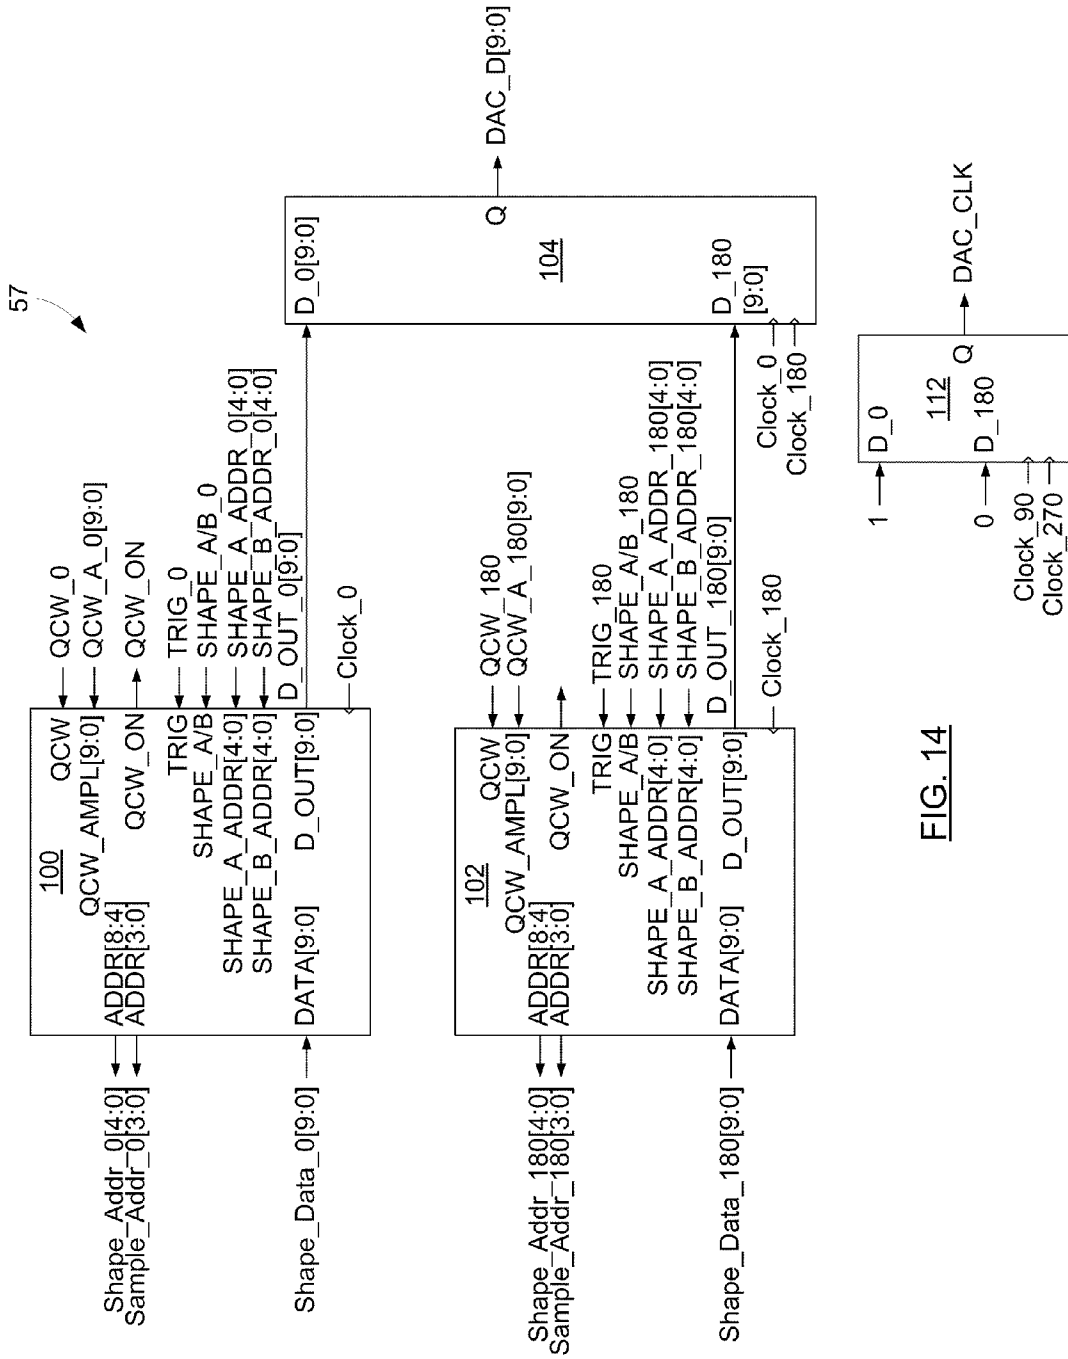 57
100
QCW
QCW_0
QCW_AMPL[9:0]
QCW_A_0[9:0]
Shape_Addr_0[4:0]
ADDR[8:4]
Sample_Addr_0[3:0]
ADDR[3:0]
QCW_ON
QCW_ON
TRIG
TRIG_0
SHAPE_A/B
SHAPE_A/B_0
SHAPE_A_ADDR[4:0]
SHAPE_A_ADDR_0[4:0]
SHAPE_B_ADDR[4:0]
SHAPE_B_ADDR_0[4:0]
Shape_Data_0[9:0]
DATA[9:0]
D_OUT[9:0]
D_OUT_0[9:0]
Clock_0
102
QCW
QCW_180
QCW_AMPL[9:0]
QCW_A_180[9:0]
Shape_Addr_180[4:0]
ADDR[8:4]
Sample_Addr_180[3:0]
ADDR[3:0]
QCW_ON
TRIG
TRIG_180
SHAPE_A/B
SHAPE_A/B_180
SHAPE_A_ADDR[4:0]
SHAPE_A_ADDR_180[4:0]
SHAPE_B_ADDR[4:0]
SHAPE_B_ADDR_180[4:0]
Shape_Data_180[9:0]
DATA[9:0]
D_OUT[9:0]
D_OUT_180[9:0]
Clock_180
D_0[9:0]
Q
DAC_D[9:0]
104
D_180
[9:0]
Clock_0
Clock_180
1
D_0
Q
DAC_CLK
112
0
D_180
Clock_90
Clock_270
FIG. 14